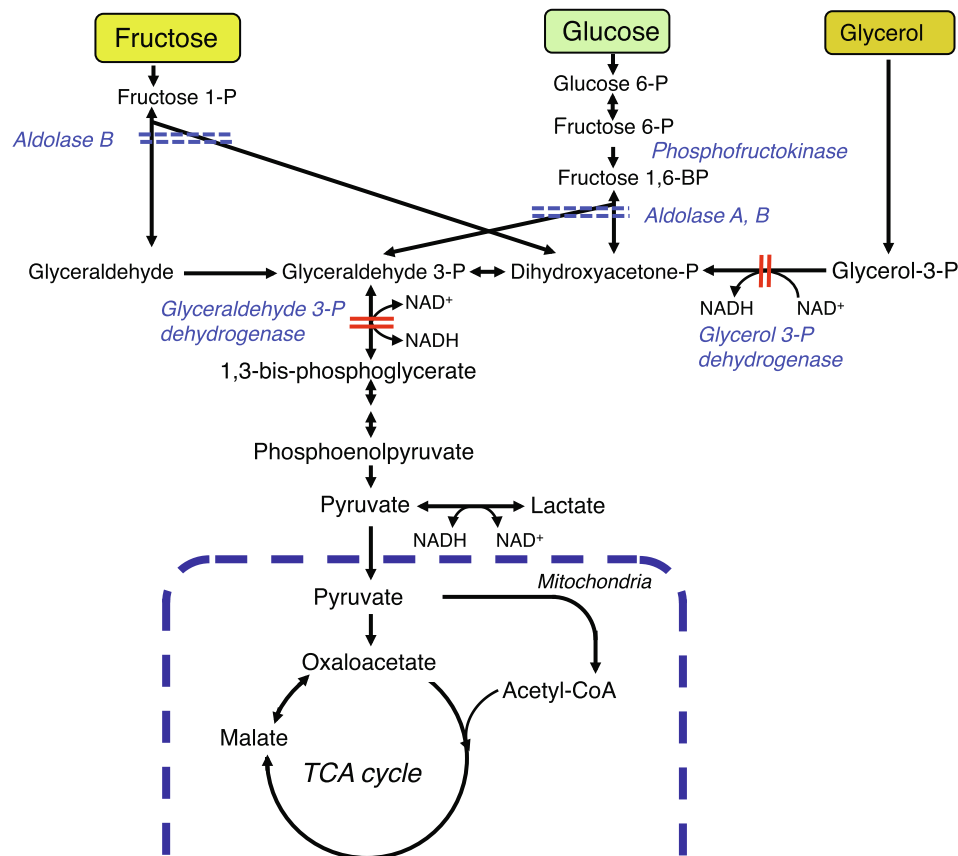 Fructose
Glucose
Glycerol
Glucose 6-P
Fructose 1-P
Fructose 6-P
Aldolase B
Phosphofructokinase
Fructose 1,6-BP
Aldolase A, B
Glyceraldehyde
Glyceraldehyde 3-P
Dihydroxyacetone-P
Glycerol-3-P
Glyceraldehyde 3-P
dehydrogenase
NAD+
NADH
NADH
NAD+
Glycerol 3-P
dehydrogenase
1,3-bis-phosphoglycerate
Phosphoenolpyruvate
Pyruvate
Lactate
NADH
NAD+
Mitochondria
Pyruvate
Oxaloacetate
Acetyl-CoA
Malate
TCA cycle